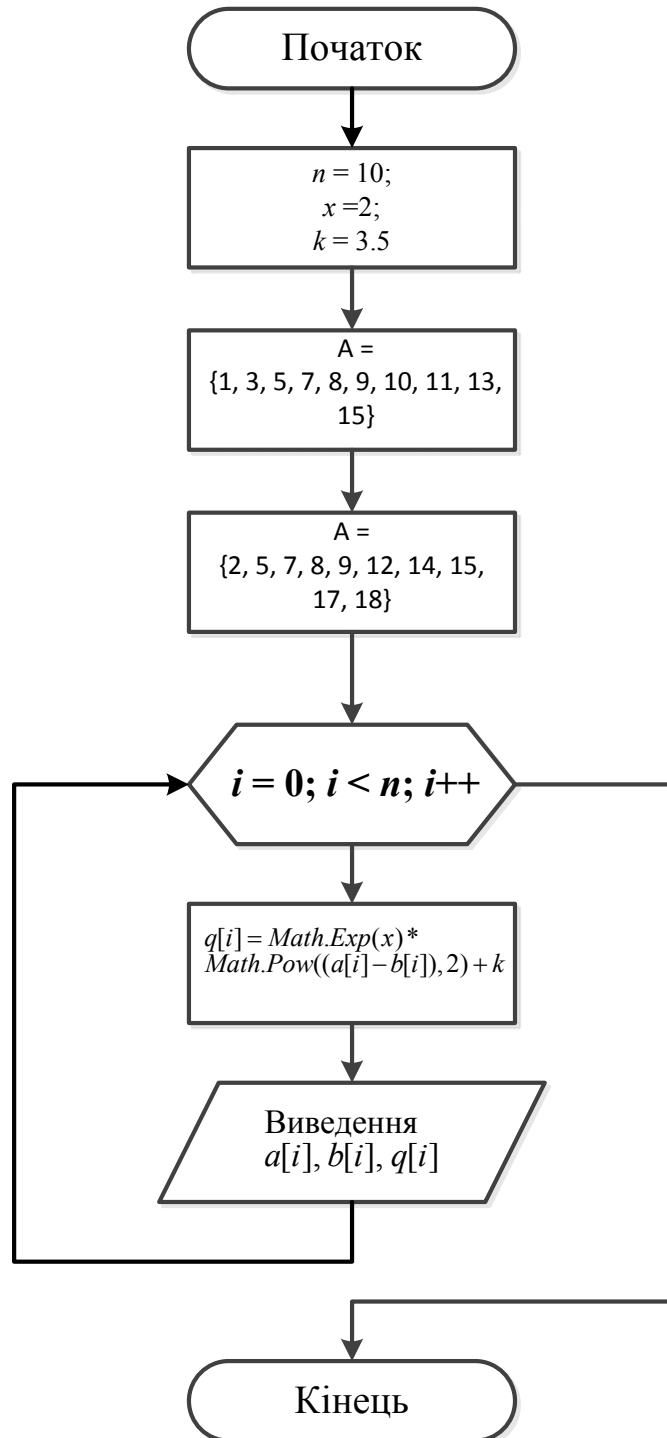 Початок
n = 10;
x =2;
k = 3.5
A =
{1, 3, 5, 7, 8, 9, 10, 11, 13,
15}
A =
{2, 5, 7, 8, 9, 12, 14, 15,
17, 18}
i = 0; i < n; i++
q[i] = Math.Exp(x)*
Math.Pow((a[i]−b[i]),2)+k
Виведення
a[i], b[i], q[i]
Кінець